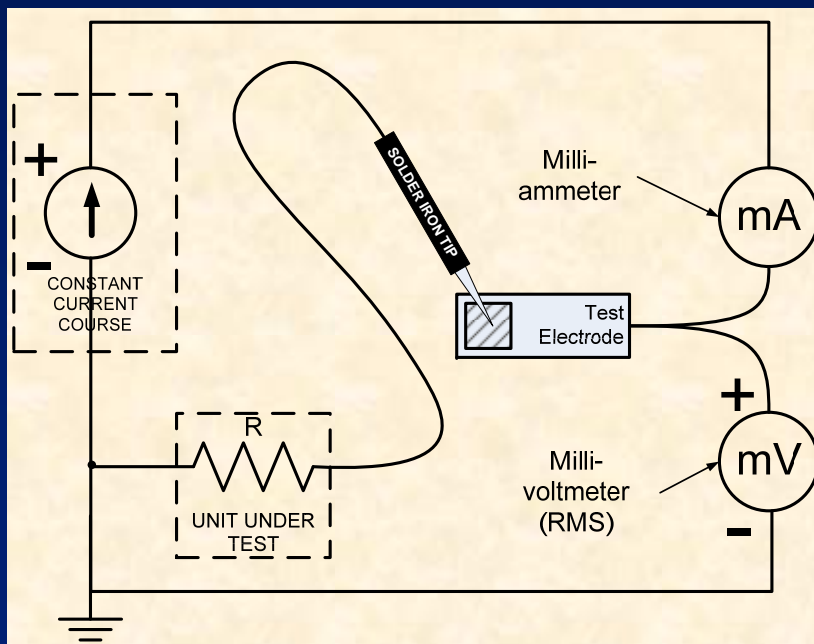 +
-
CONSTANT
CURRENT
COURSE
SOLDER IRON TIP
Milli-
ammeter
mA
Test
Electrode
R
UNIT UNDER
TEST
Milli-
voltmeter
(RMS)
+
mV
-